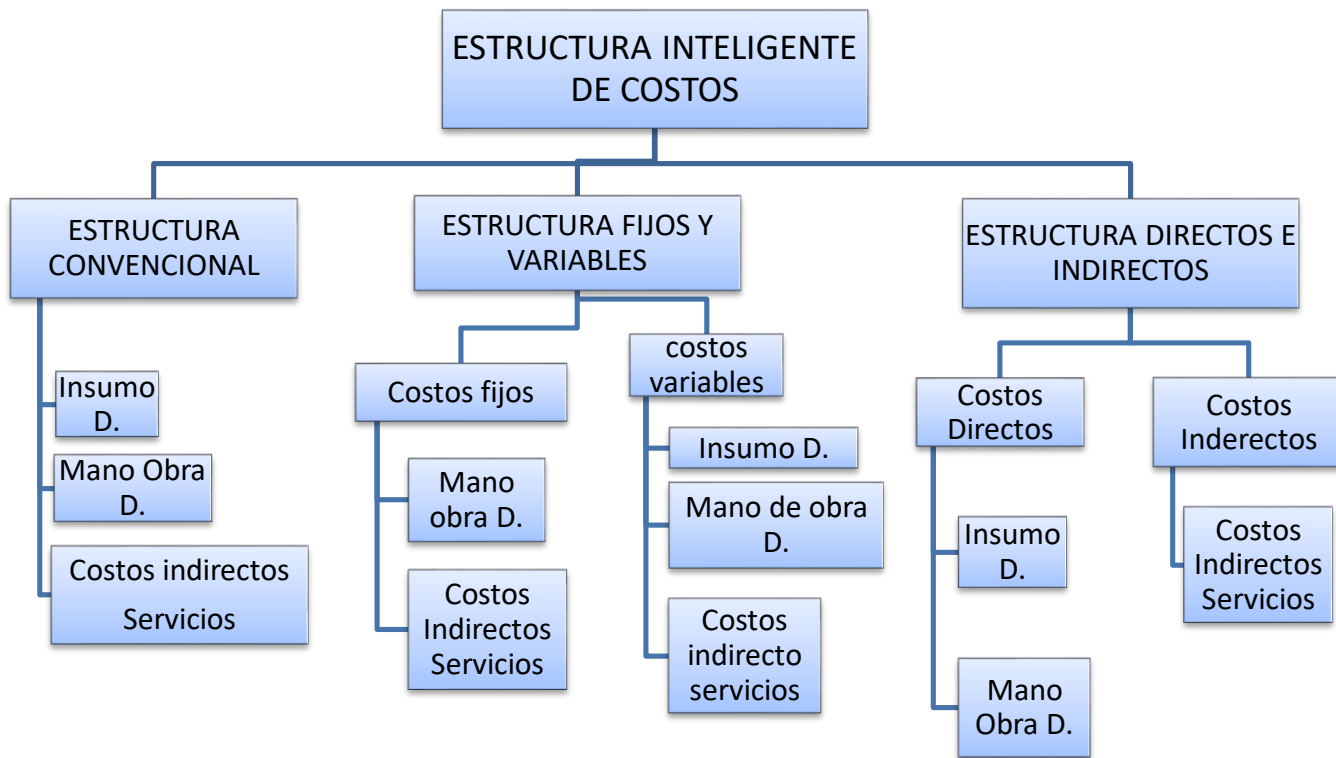 ESTRUCTURA INTELIGENTE
DE COSTOS
ESTRUCTURA
CONVENCIONAL
Insumo
D.
Mano Obra
D.
Costos indirectos
Servicios
ESTRUCTURA FIJOS Y
VARIABLES
Costos fijos
Mano
obra D.
Costos
Indirectos
Servicios
costos
variables
Insumo D.
Mano de obra
D.
Costos
indirecto
servicios
ESTRUCTURA DIRECTOS E
INDIRECTOS
Costos
Directos
Insumo
D.
Mano
Obra D.
Costos
Inderectos
Costos
Indirectos
Servicios